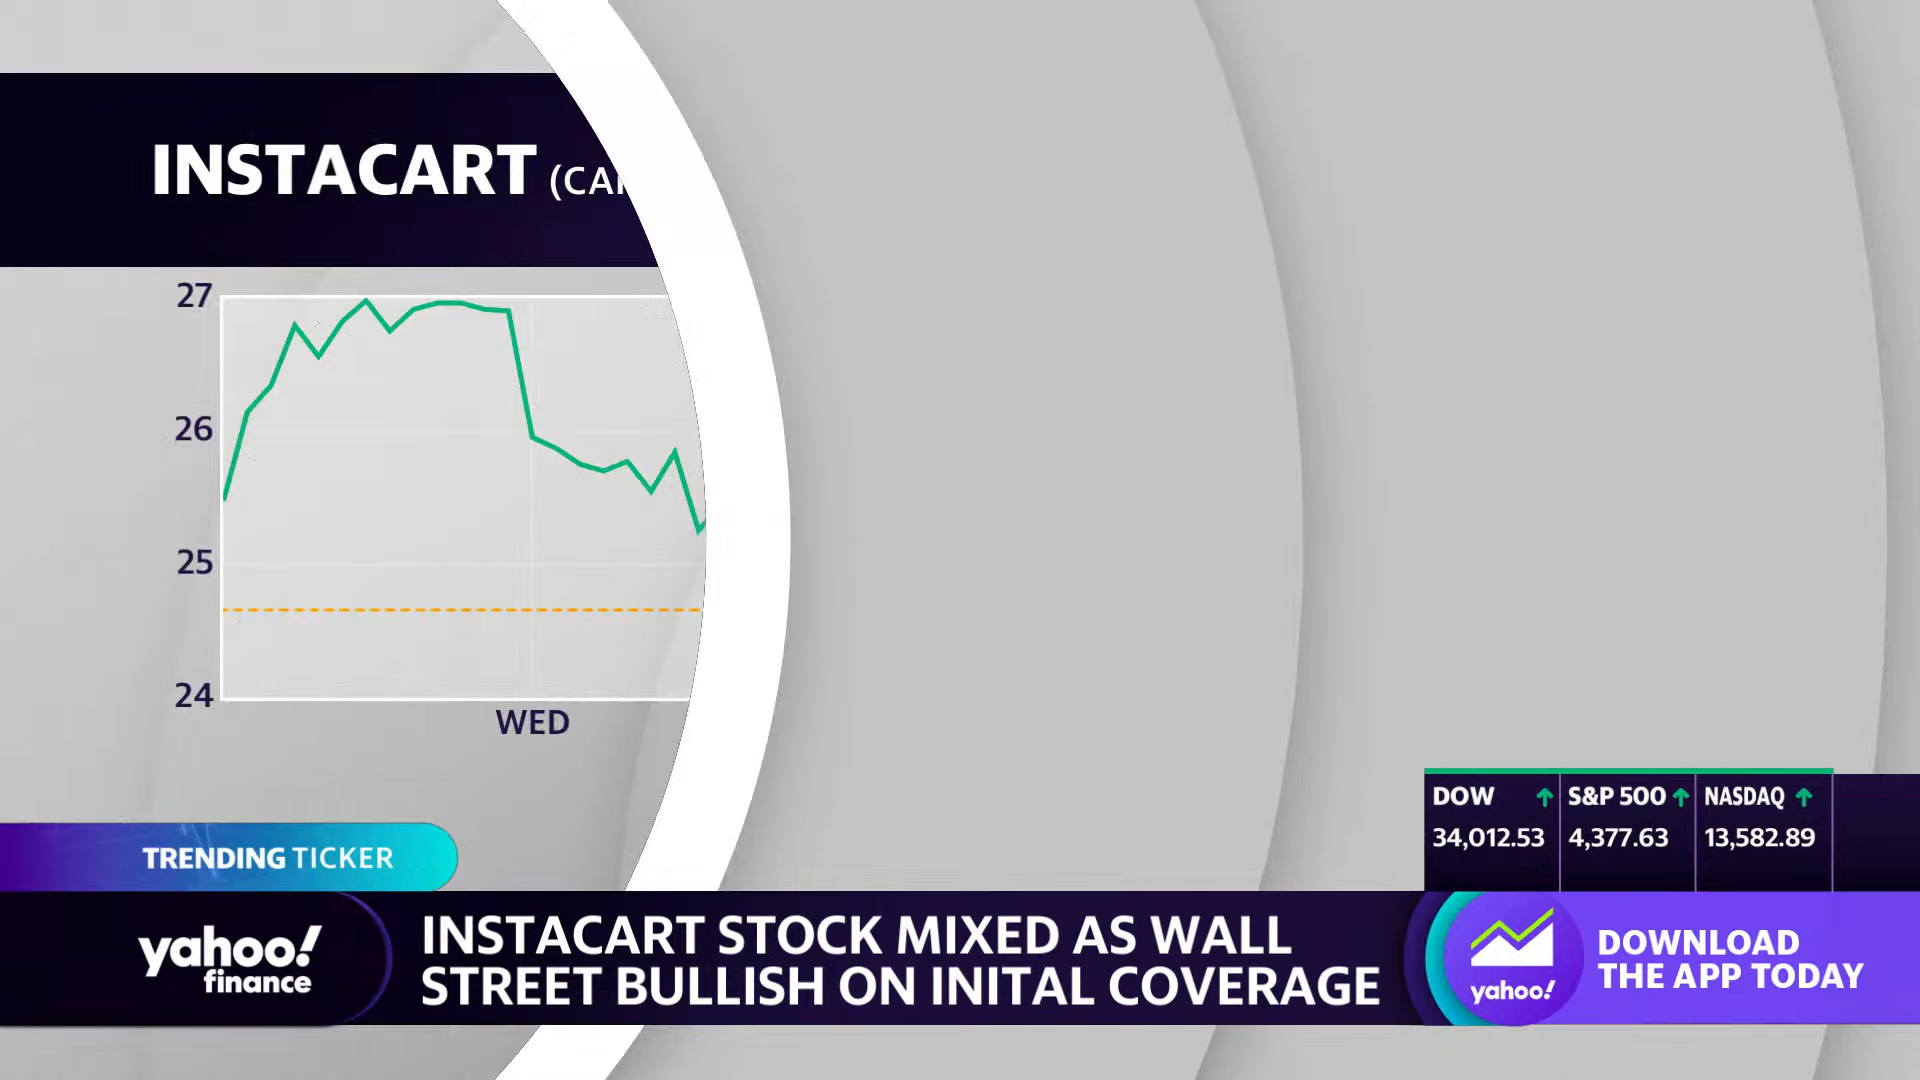 INSTACART
27
26
25
24
WED
DOW
34,012.53
S&P 500
4,377.63
NASDAQ
13,582.89
TRENDING TICKER
yahoo!
finance
INSTACART STOCK MIXED AS WALL
STREET BULLISH ON INITAL COVERAGE
yahoo!
DOWNLOAD
THE APP TODAY